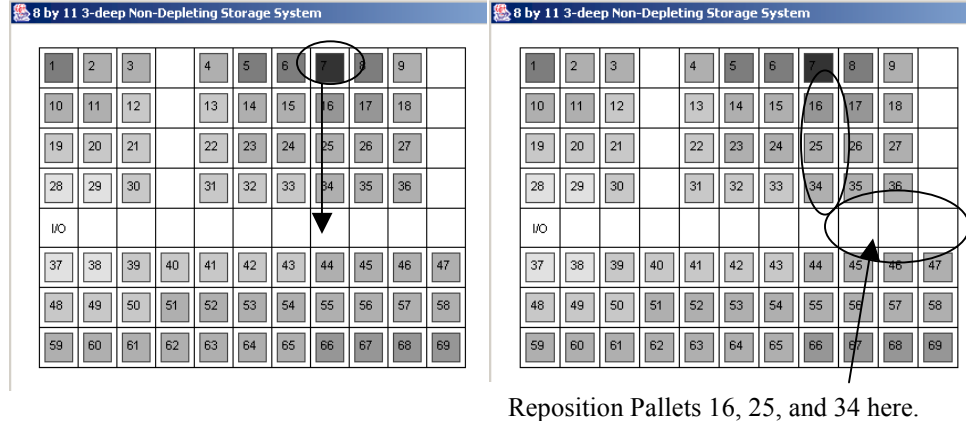 8 by 11 3-deep Non-Depleting Storage System
1 2 3 4 5 6 7 8 9
10 11 12 13 14 15 16 17 18
19 20 21 22 23 24 25 26 27
28 29 30 31 32 33 34 35 36
I/O
37 38 39 40 41 42 43 44 45 46 47
48 49 50 51 52 53 54 55 56 57 58
59 60 61 62 63 64 65 66 67 68 69
8 by 11 3-deep Non-Depleting Storage System
1 2 3 4 5 6 7 8 9
10 11 12 13 14 15 16 17 18
19 20 21 22 23 24 25 26 27
28 29 30 31 32 33 34 35 36
I/O
37 38 39 40 41 42 43 44 45 46 47
48 49 50 51 52 53 54 55 56 57 58
59 60 61 62 63 64 65 66 67 68 69
Reposition Pallets 16, 25, and 34 here.